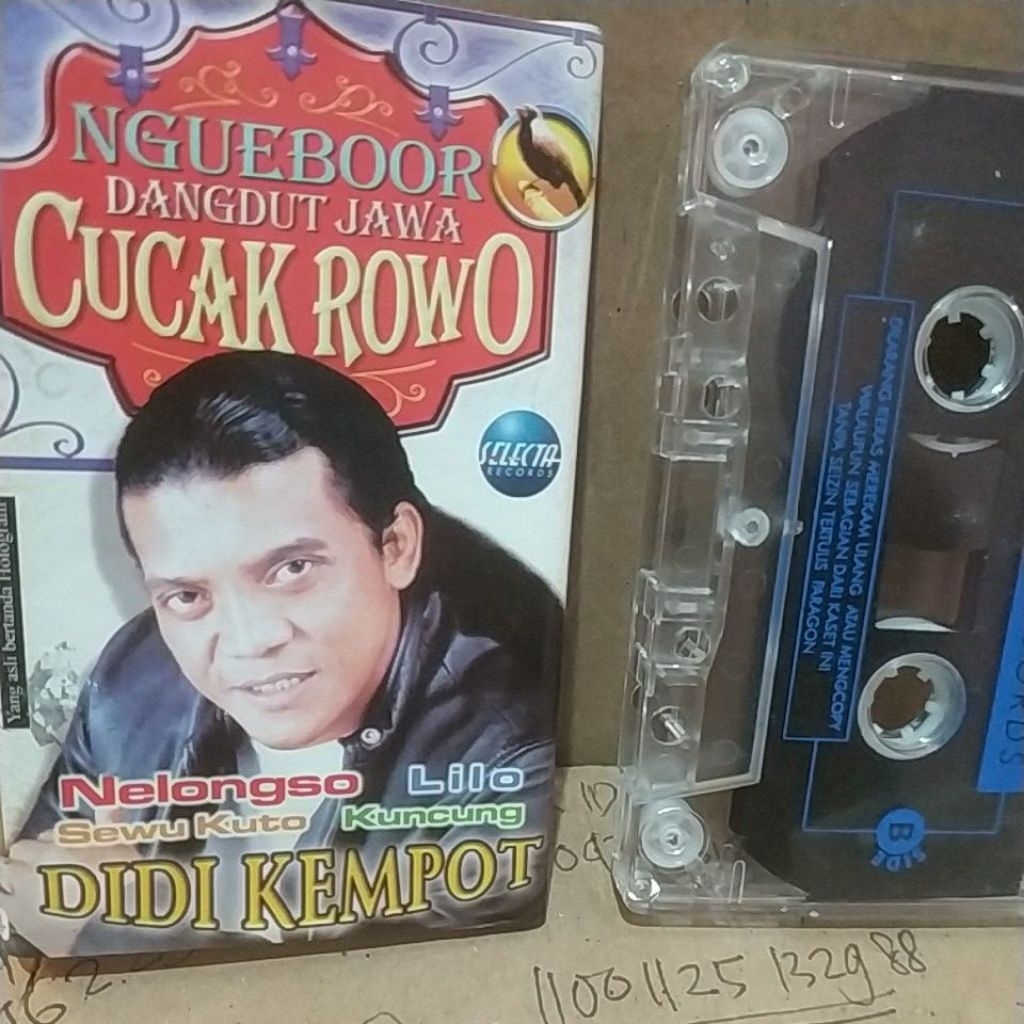 NGUEBOOR
DANGDUT JAWA
CUCAK ROWO
SELECTA
RECORDS
Yang asli bertanda Hologram
Nelongso Lilo
Sewu Kuto Kuncung
DIDI KEMPOT
DILARANG KERAS MEREKAM ULANG ATAU MENGCOPY
WALAUPUN SEBAGIAN DARI KASET INI
TANPA SEIZIN TERTULIS PARAGON
B
SIDE
11001125 132988